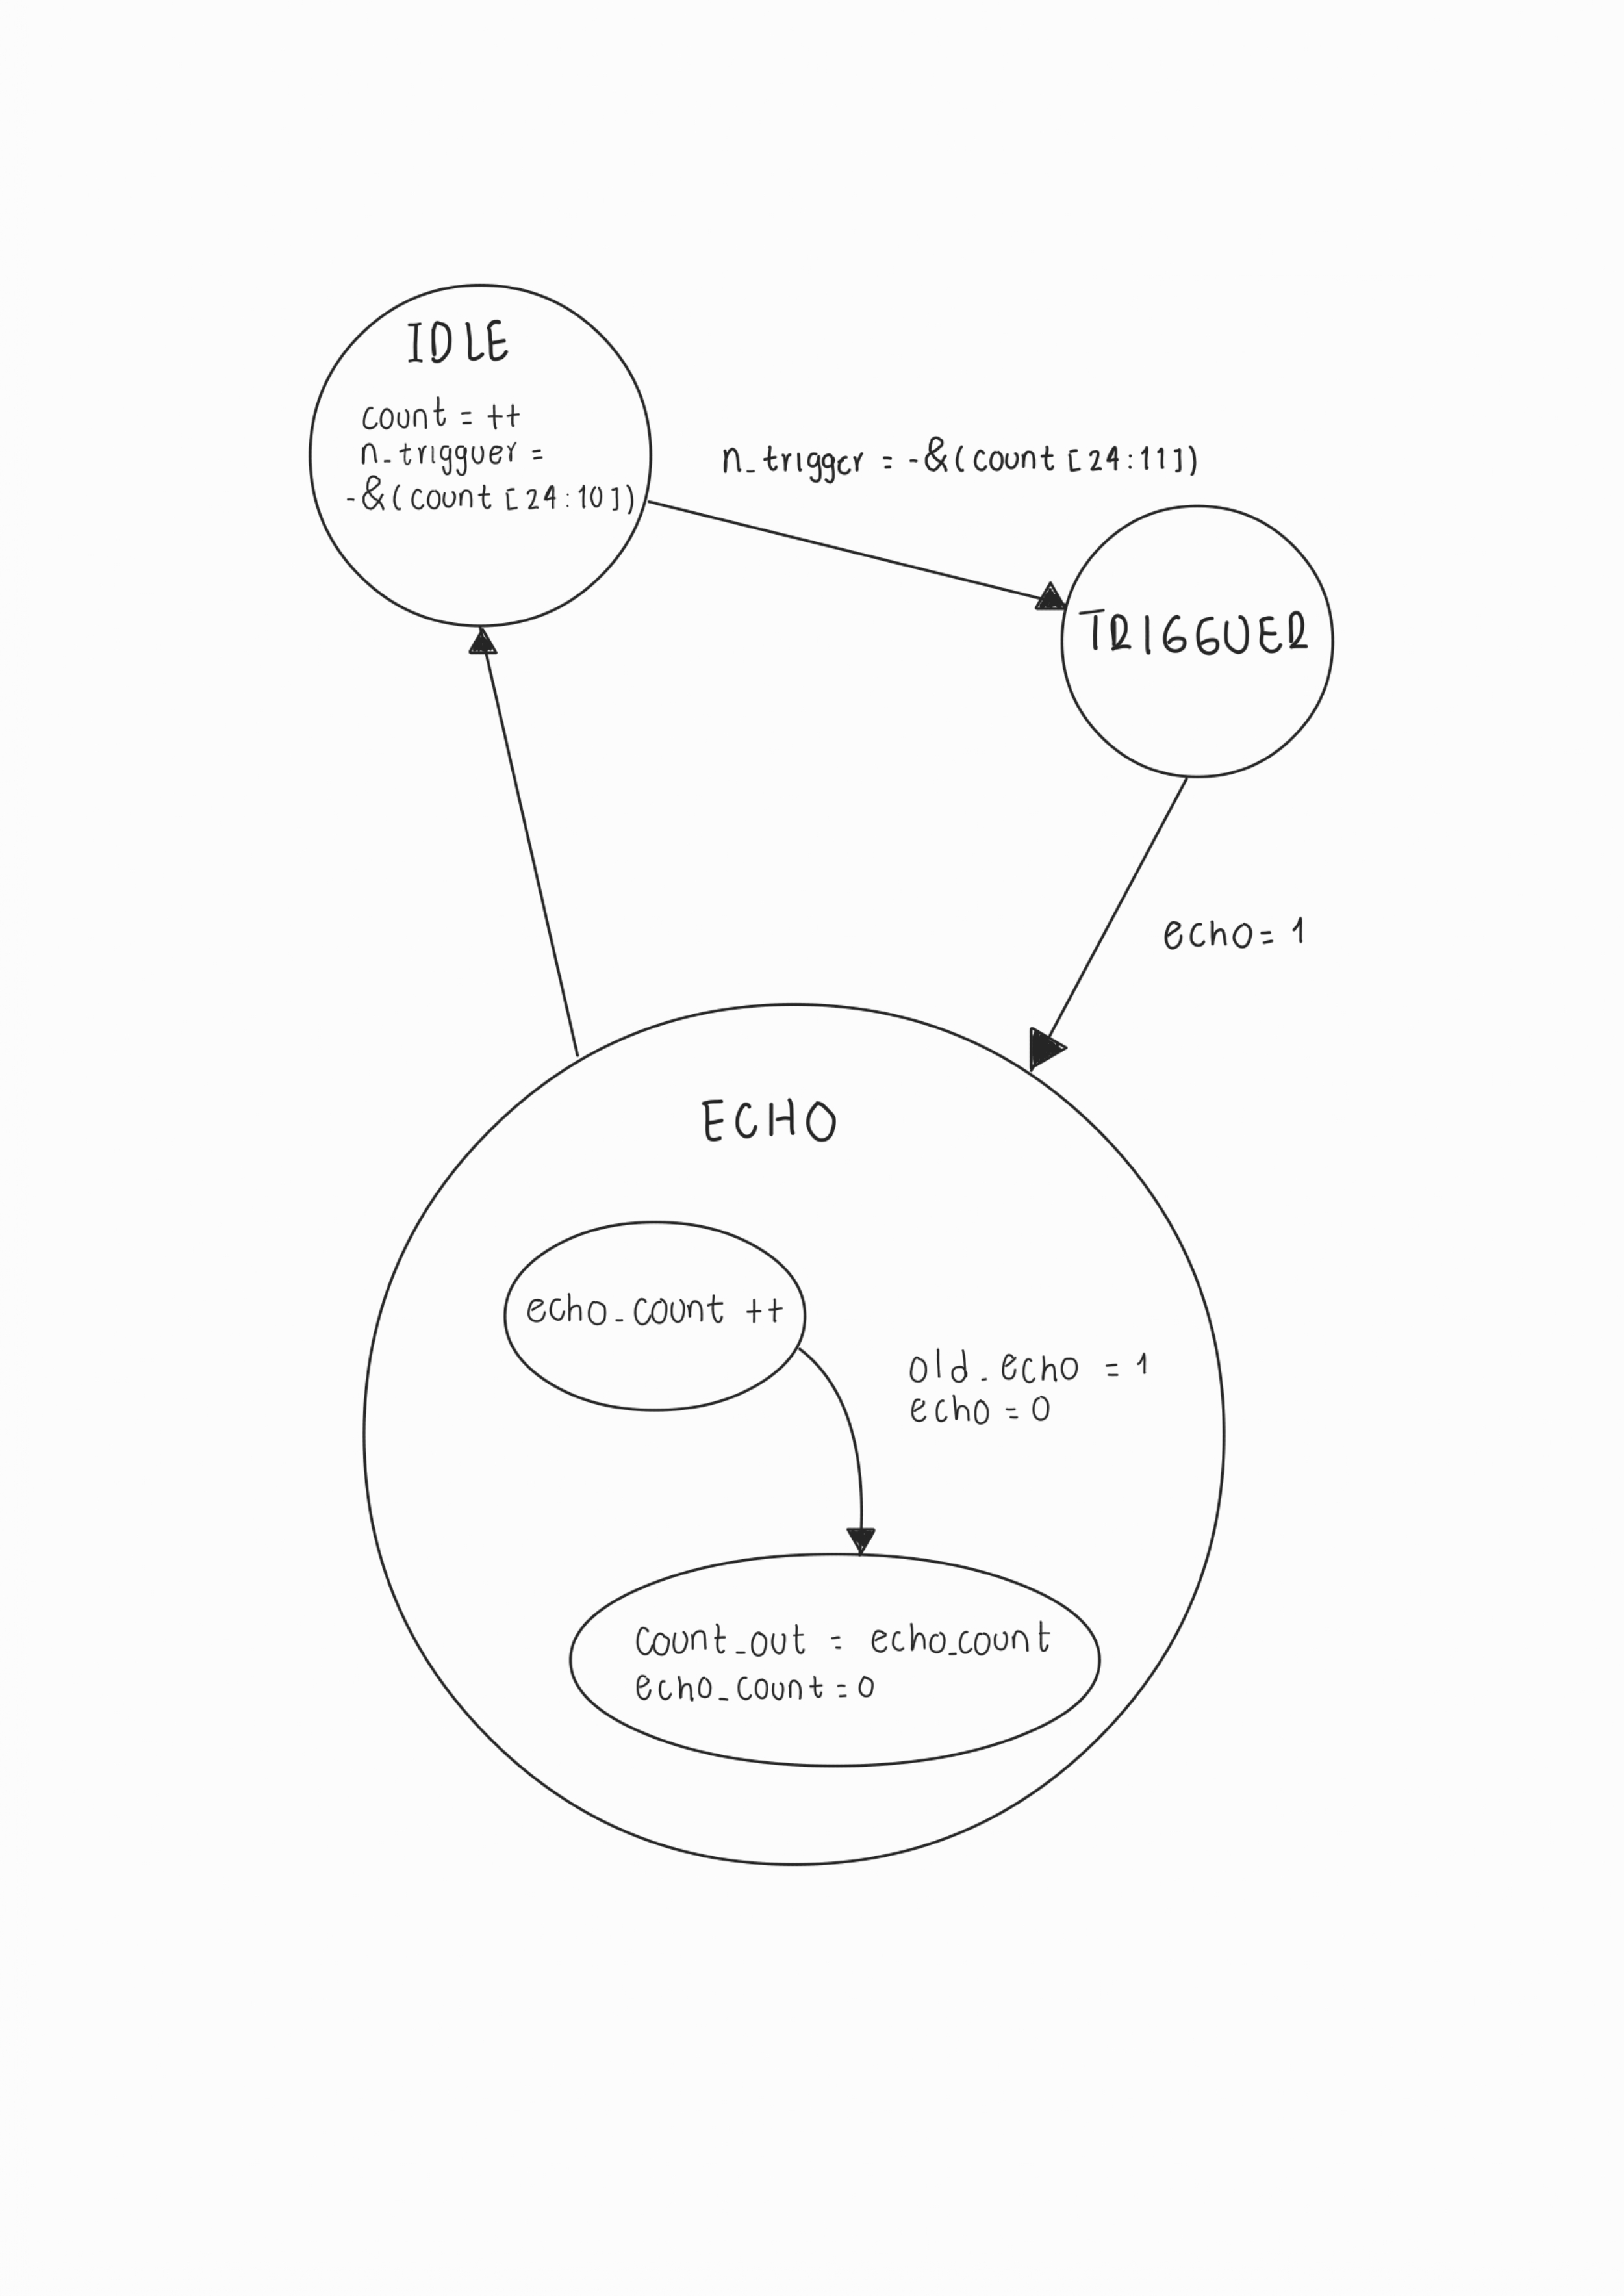 IDLE
count = ++
n_trigguer =
-&(count[24:10])
n_trigger = -&(count[24:11])
TRIGGUER
echo = 1
ECHO
echo_count ++
old_echo = 1
echo = 0
count_out = echo_count
echo_count = 0